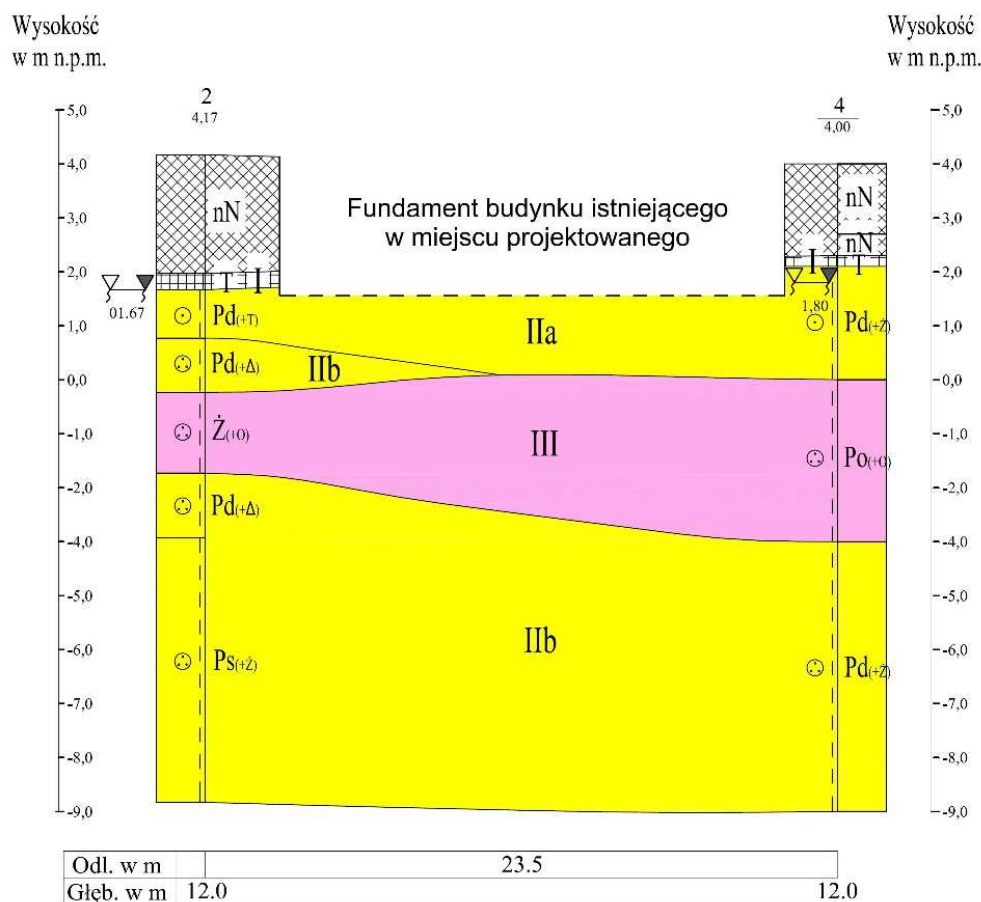 Wysokość
w m n.p.m.
Wysokość
w m n.p.m.
2
4,17
4
4,00
5,0
4,0
3,0
2,0
1,0
0,0
-1,0
-2,0
-3,0
-4,0
-5,0
-6,0
-7,0
-8,0
-9,0
5,0
4,0
3,0
2,0
1,0
0,0
-1,0
-2,0
-3,0
-4,0
-5,0
-6,0
-7,0
-8,0
-9,0
nN
T I
01.67
Pd(+T)
Pd(+Δ)
Ż(+O)
Pd(+Δ)
Ps(+Ż)
Fundament budynku istniejącego
w miejscu projektowanego
IIa
IIb
III
IIb
nN
nN
I T
1,80
Pd(+Ż)
Po(+O)
Pd(+Ż)
Odl. w m 23.5
Głęb. w m 12.0 12.0